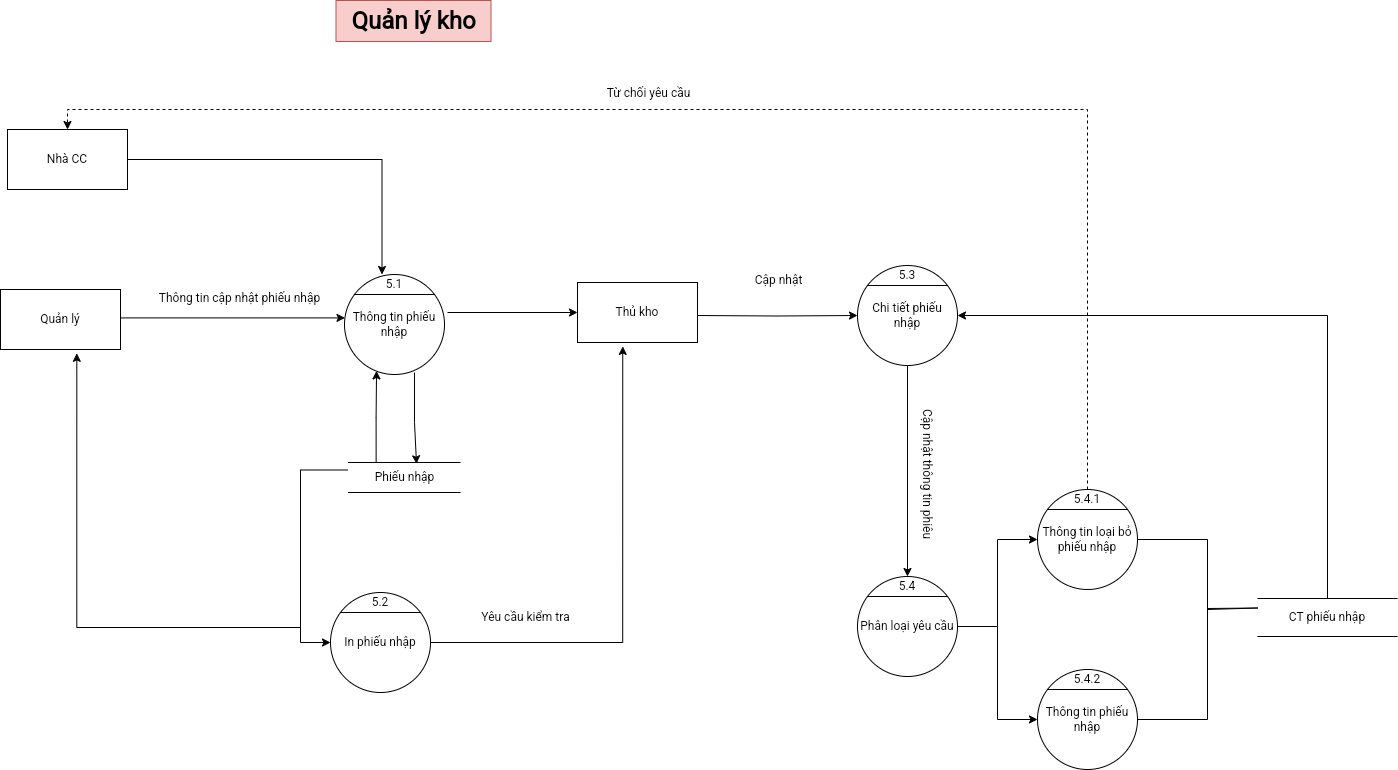 Quản lý kho
Từ chối yêu cầu
Nhà CC
5.3
5.1
Cập nhật
Thông tin cập nhật phiếu nhập
Quản lý
Thông tin phiếu
nhập
Thủ kho
Chi tiết phiếu
nhập
Cập nhật thông tin phiêu
Phiếu nhập
5.4.1
Thông tin loại bỏ
phiếu nhập
5.4
Phân loại yêu cầu
5.2
In phiếu nhập
Yêu cầu kiểm tra
CT phiếu nhập
5.4.2
Thông tin phiếu
nhập